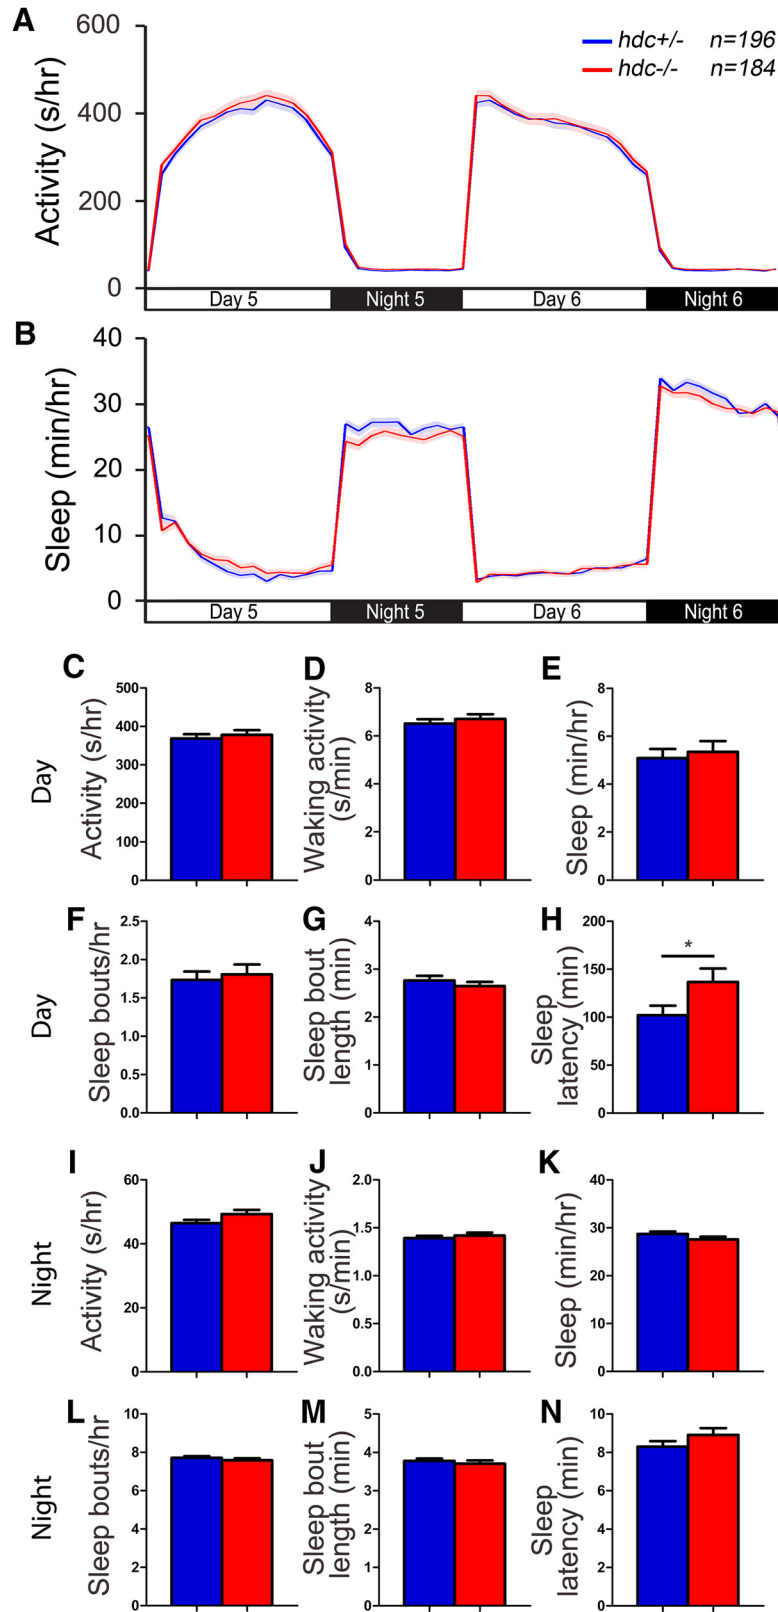 A
600
400
200
0
Activity (s/hr)
hdc+/- n=196
hdc-/- n=184
Day 5 Night 5 Day 6 Night 6
B
40
30
20
10
0
Sleep (min/hr)
Day 5 Night 5 Day 6 Night 6
Day
C
Activity (s/hr)
500
400
300
200
100
0
D
Waking activity
(s/min)
8
6
4
2
0
E
Sleep (min/hr)
8
6
4
2
0
Day
F
Sleep bouts/hr
2.5
2.0
1.5
1.0
0.5
0.0
G
Sleep bout
length (min)
4
3
2
1
0
H
Sleep
latency (min)
200
150
100
50
0
*
Night
I
Activity (s/hr)
60
40
20
0
J
Waking activity
(s/min)
2.0
1.5
1.0
0.5
0.0
K
Sleep (min/hr)
40
30
20
10
0
Night
L
Sleep bouts/hr
10
8
6
4
2
0
M
Sleep bout
length (min)
5
4
3
2
1
0
N
Sleep
latency (min)
10
8
6
4
2
0